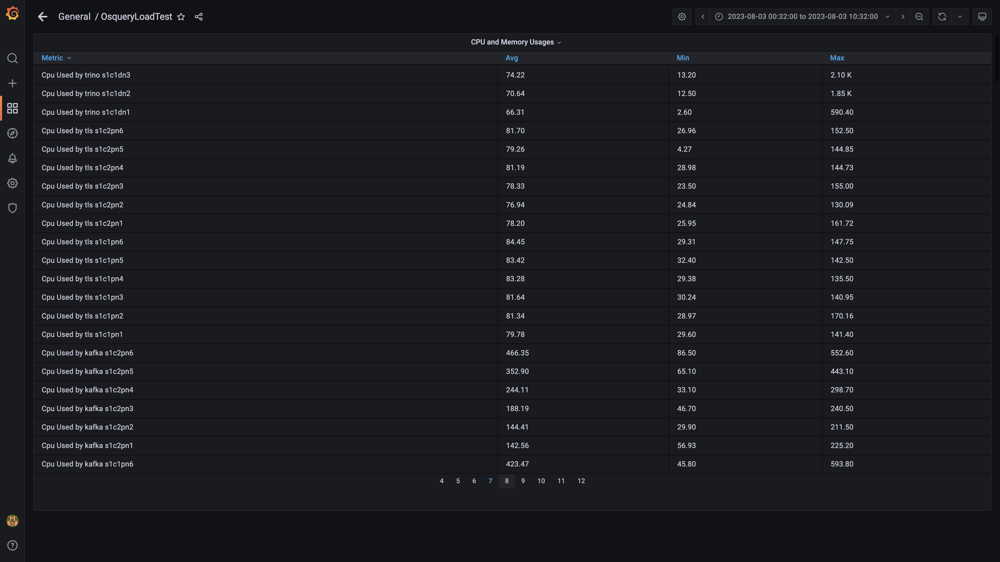 General / OsqueryLoadTest
2023-08-03 00:32:00 to 2023-08-03 10:32:00
CPU and Memory Usages
Metric Avg Min Max
Cpu Used by trino s1c1dn3 74.22 13.20 2.10 K
Cpu Used by trino s1c1dn2 70.64 12.50 1.85 K
Cpu Used by trino s1c1dn1 66.31 2.60 590.40
Cpu Used by tls s1c2pn6 81.70 26.96 152.50
Cpu Used by tls s1c2pn5 79.26 4.27 144.85
Cpu Used by tls s1c2pn4 81.19 28.98 144.73
Cpu Used by tls s1c2pn3 78.33 23.50 155.00
Cpu Used by tls s1c2pn2 76.94 24.84 130.09
Cpu Used by tls s1c2pn1 78.20 25.95 161.72
Cpu Used by tls s1c1pn6 84.45 29.31 147.75
Cpu Used by tls s1c1pn5 83.42 32.40 142.50
Cpu Used by tls s1c1pn4 83.28 29.38 135.50
Cpu Used by tls s1c1pn3 81.64 30.24 140.95
Cpu Used by tls s1c1pn2 81.34 28.97 170.16
Cpu Used by tls s1c1pn1 79.78 29.60 141.40
Cpu Used by kafka s1c2pn6 466.35 86.50 552.60
Cpu Used by kafka s1c2pn5 352.90 65.10 443.10
Cpu Used by kafka s1c2pn4 244.11 33.10 298.70
Cpu Used by kafka s1c2pn3 188.19 46.70 240.50
Cpu Used by kafka s1c2pn2 144.41 29.90 211.50
Cpu Used by kafka s1c2pn1 142.56 56.93 225.20
Cpu Used by kafka s1c1pn6 423.47 45.80 593.80
4 5 6 7 8 9 10 11 12